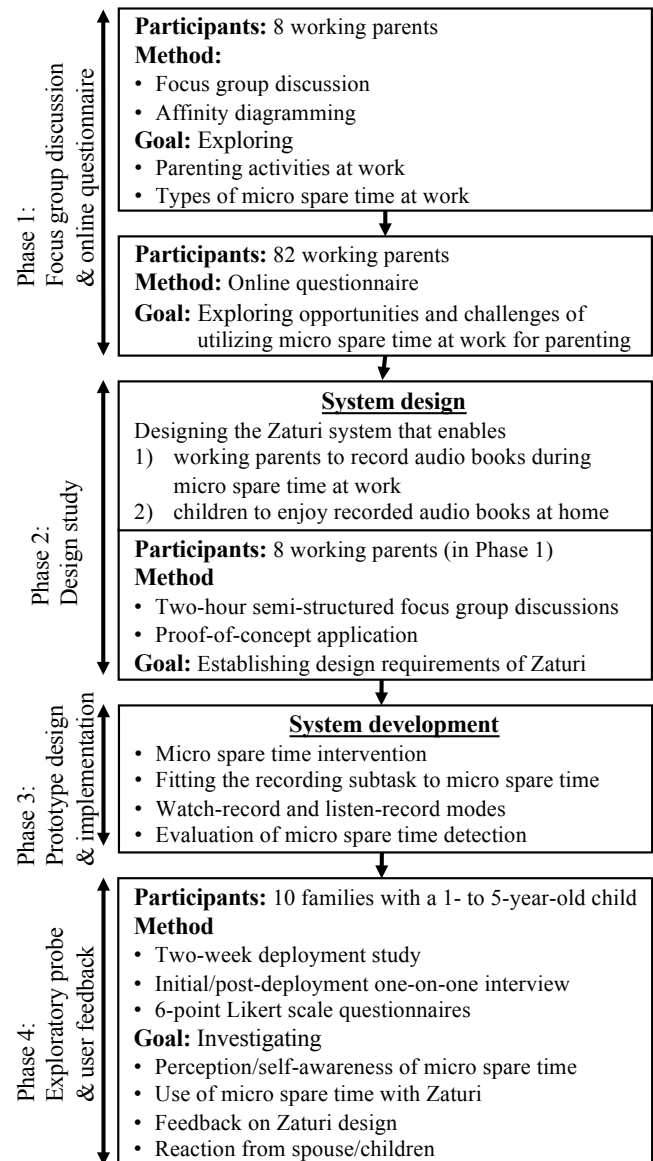 Phase 1:
Focus group discussion
& online questionnaire
Participants: 8 working parents
Method:
• Focus group discussion
• Affinity diagramming
Goal: Exploring
• Parenting activities at work
• Types of micro spare time at work
Participants: 82 working parents
Method: Online questionnaire
Goal: Exploring opportunities and challenges of
utilizing micro spare time at work for parenting
Phase 2:
Design study
System design
Designing the Zaturi system that enables
1) working parents to record audio books during
micro spare time at work
2) children to enjoy recorded audio books at home
Participants: 8 working parents (in Phase 1)
Method
• Two-hour semi-structured focus group discussions
• Proof-of-concept application
Goal: Establishing design requirements of Zaturi
Phase 3:
Prototype design
& implementation
System development
• Micro spare time intervention
• Fitting the recording subtask to micro spare time
• Watch-record and listen-record modes
• Evaluation of micro spare time detection
Phase 4:
Exploratory probe
& user feedback
Participants: 10 families with a 1- to 5-year-old child
Method
• Two-week deployment study
• Initial/post-deployment one-on-one interview
• 6-point Likert scale questionnaires
Goal: Investigating
• Perception/self-awareness of micro spare time
• Use of micro spare time with Zaturi
• Feedback on Zaturi design
• Reaction from spouse/children